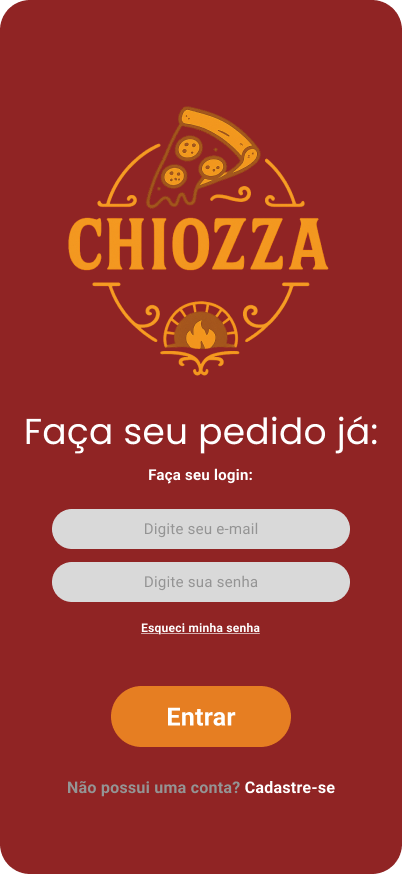 CHIOZZA
Faça seu pedido já:
Faça seu login:
Digite seu e-mail
Digite sua senha
Esqueci minha senha
Entrar
Não possui uma conta? Cadastre-se